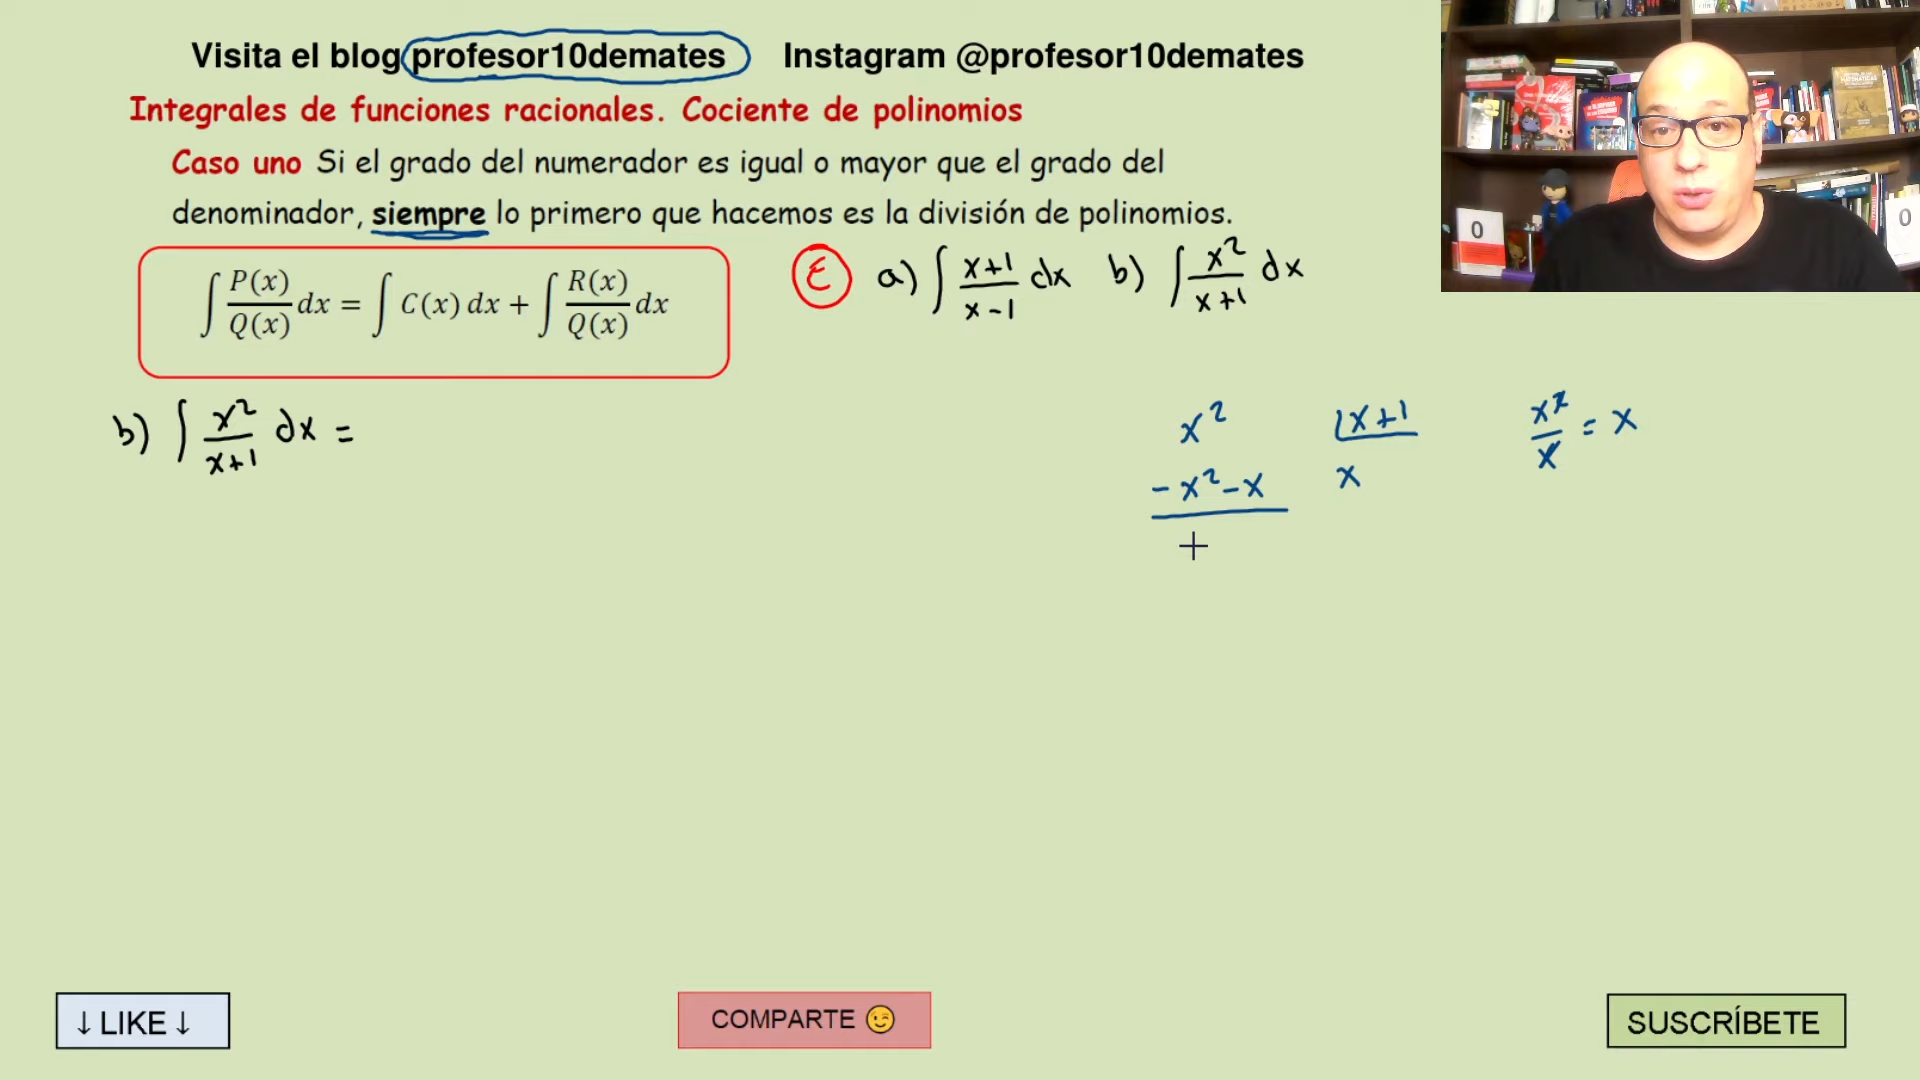 Visita el blog profesor10demates Instagram @profesor10demates
Integrales de funciones racionales. Cociente de polinomios
Caso uno Si el grado del numerador es igual o mayor que el grado del
denominador, siempre lo primero que hacemos es la división de polinomios.
∫ P(x)/Q(x) dx = ∫ C(x) dx + ∫ R(x)/Q(x) dx
E a) ∫ x+1/x-1 dx b) ∫ x²/x+1 dx
b) ∫ x²/x+1 dx =
x² x+1 x²/x = x
-x²-x x
0
0
↓ LIKE ↓
COMPARTE 😉
SUSCRÍBETE